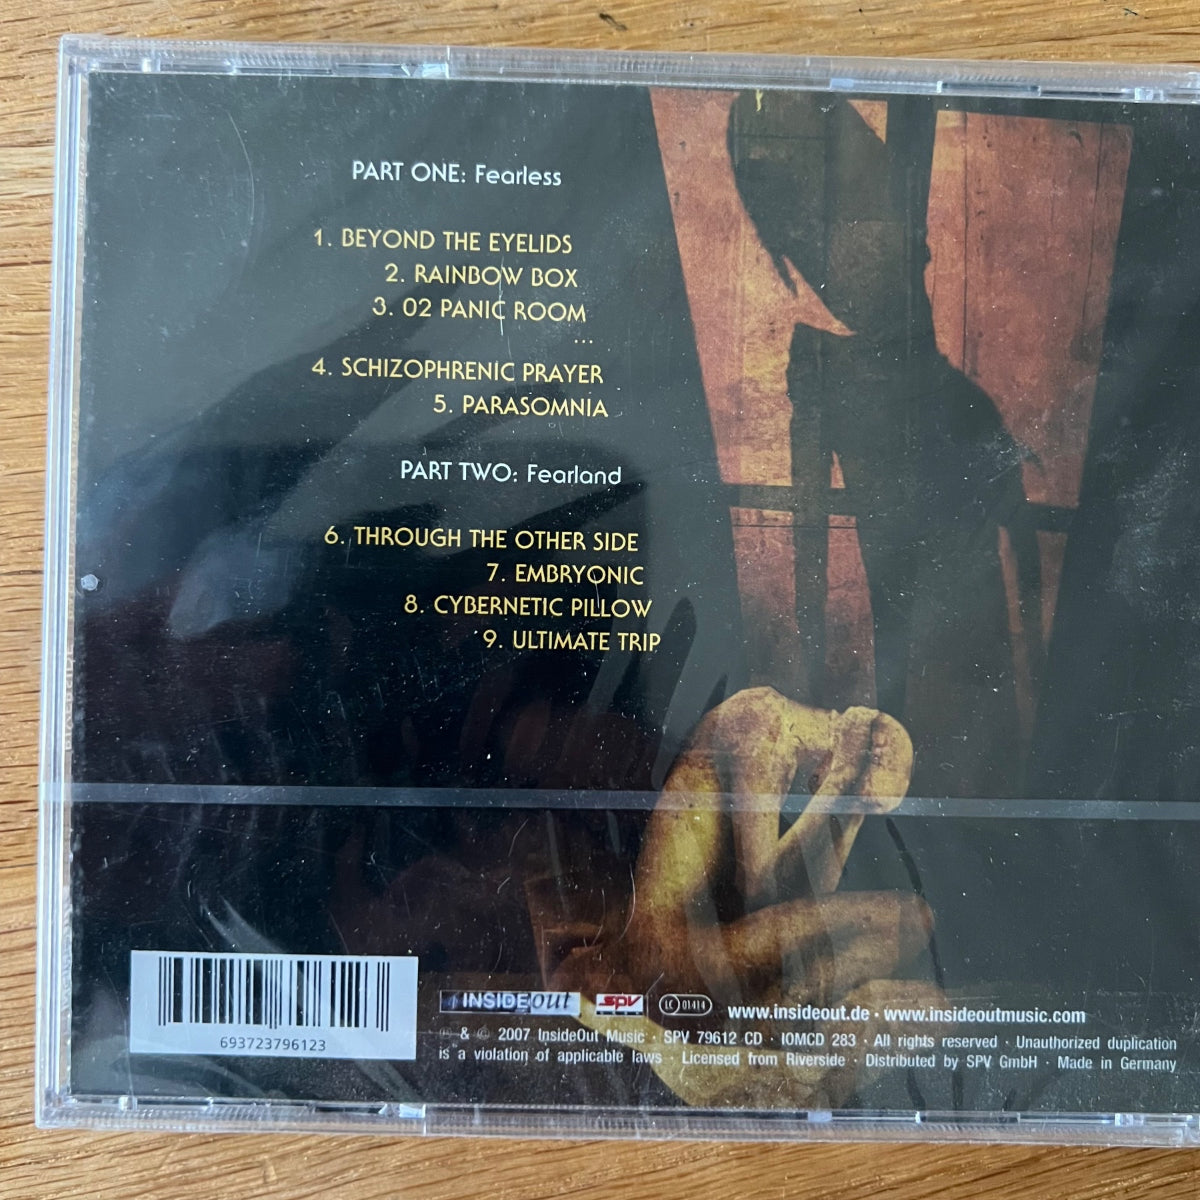 PART ONE: Fearless
1. BEYOND THE EYELIDS
2. RAINBOW BOX
3. 02 PANIC ROOM
...
4. SCHIZOPHRENIC PRAYER
5. PARASOMNIA
PART TWO: Fearland
6. THROUGH THE OTHER SIDE
7. EMBRYONIC
8. CYBERNETIC PILLOW
9. ULTIMATE TRIP
693723796123
INSIDEOUT SPV LC 01414 www.insideout.de · www.insideoutmusic.com
℗ & © 2007 InsideOut Music · SPV 79612 CD · IOMCD 283 · All rights reserved · Unauthorized duplication
is a violation of applicable laws · Licensed from Riverside · Distributed by SPV GmbH · Made in Germany